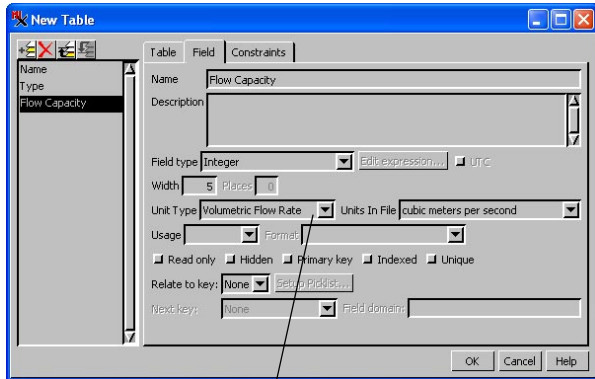 New Table
Name
Type
Flow Capacity
Table Field Constraints
Name Flow Capacity
Description
Field type Integer Edit expression... UTC
Width 5 Places 0
Unit Type Volumetric Flow Rate Units In File cubic meters per second
Usage Format
Read only Hidden Primary key Indexed Unique
Relate to key: None Setup Picklist...
Next key: None Field domain:
OK Cancel Help